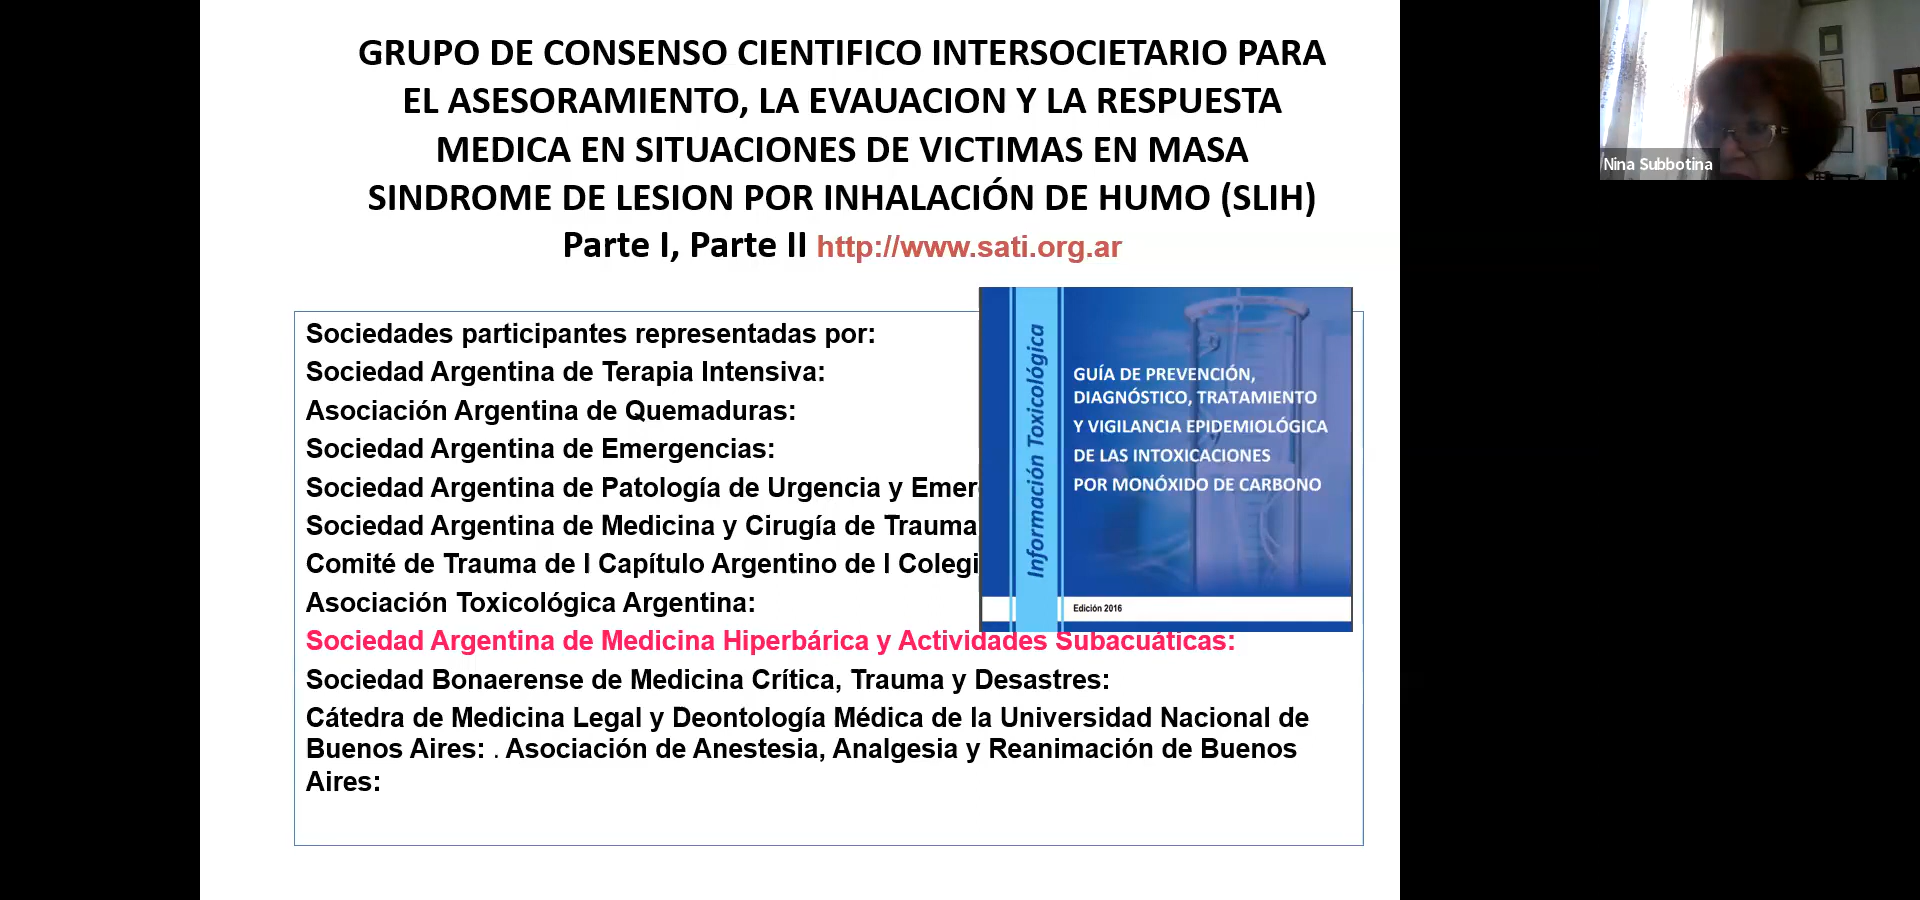 GRUPO DE CONSENSO CIENTIFICO INTERSOCIETARIO PARA
EL ASESORAMIENTO, LA EVAUACION Y LA RESPUESTA
MEDICA EN SITUACIONES DE VICTIMAS EN MASA
SINDROME DE LESION POR INHALACIÓN DE HUMO (SLIH)
Parte I, Parte II http://www.sati.org.ar
Nina Subbotina
Sociedades participantes representadas por:
Sociedad Argentina de Terapia Intensiva:
Asociación Argentina de Quemaduras:
Sociedad Argentina de Emergencias:
Sociedad Argentina de Patología de Urgencia y Emer
Sociedad Argentina de Medicina y Cirugía de Trauma
Comité de Trauma de l Capítulo Argentino de l Colegi
Asociación Toxicológica Argentina:
Sociedad Argentina de Medicina Hiperbárica y Actividades Subacuáticas:
Sociedad Bonaerense de Medicina Crítica, Trauma y Desastres:
Cátedra de Medicina Legal y Deontología Médica de la Universidad Nacional de
Buenos Aires: . Asociación de Anestesia, Analgesia y Reanimación de Buenos
Aires:
Información Toxicológica
GUÍA DE PREVENCIÓN,
DIAGNÓSTICO, TRATAMIENTO
Y VIGILANCIA EPIDEMIOLÓGICA
DE LAS INTOXICACIONES
POR MONÓXIDO DE CARBONO
Edición 2016